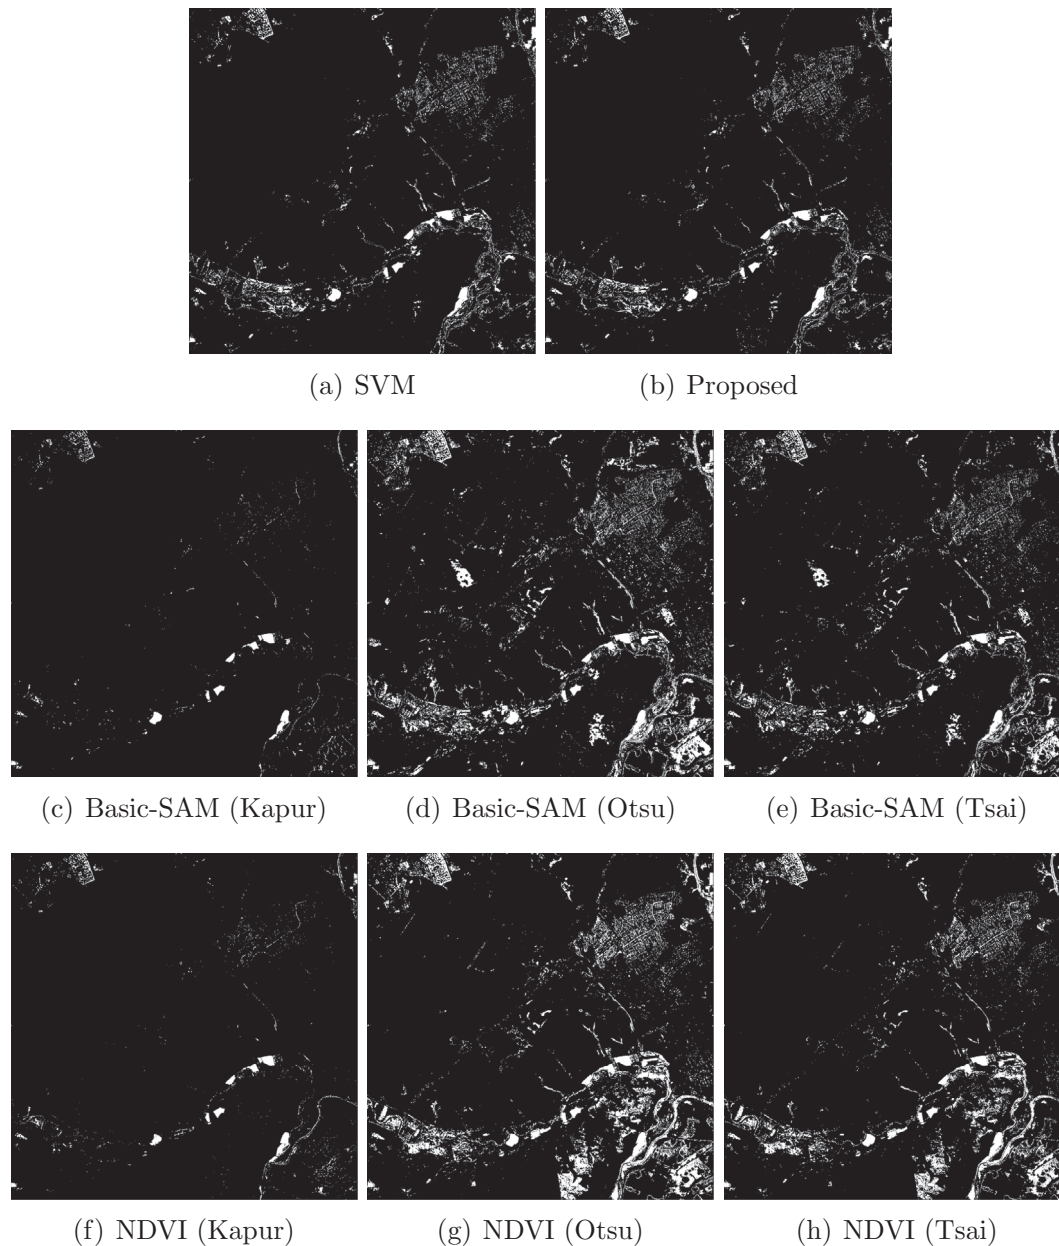 (a) SVM
(b) Proposed
(c) Basic-SAM (Kapur)
(d) Basic-SAM (Otsu)
(e) Basic-SAM (Tsai)
(f) NDVI (Kapur)
(g) NDVI (Otsu)
(h) NDVI (Tsai)